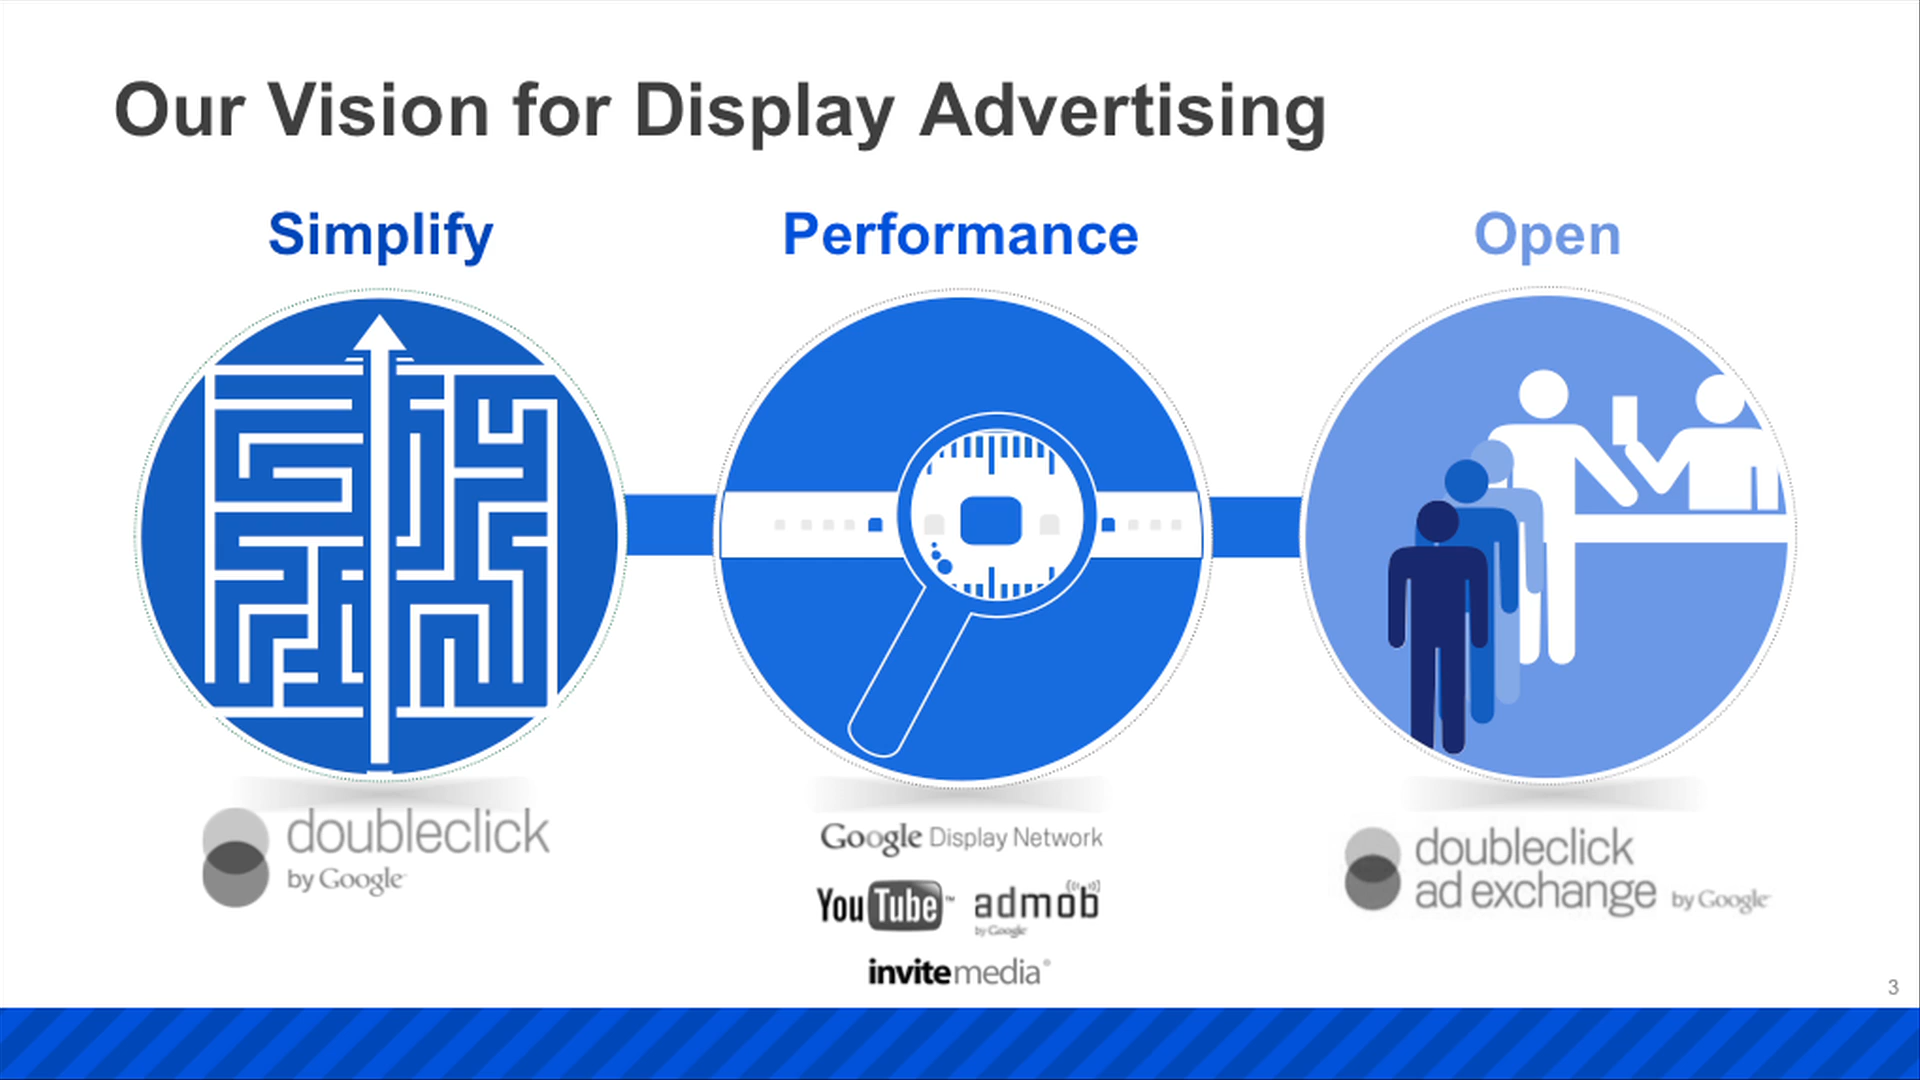 Our Vision for Display Advertising
Simplify
Performance
Open
doubleclick
by Google
Google Display Network
YouTube™ admob
by Google
invitemedia®
doubleclick
ad exchange by Google
3